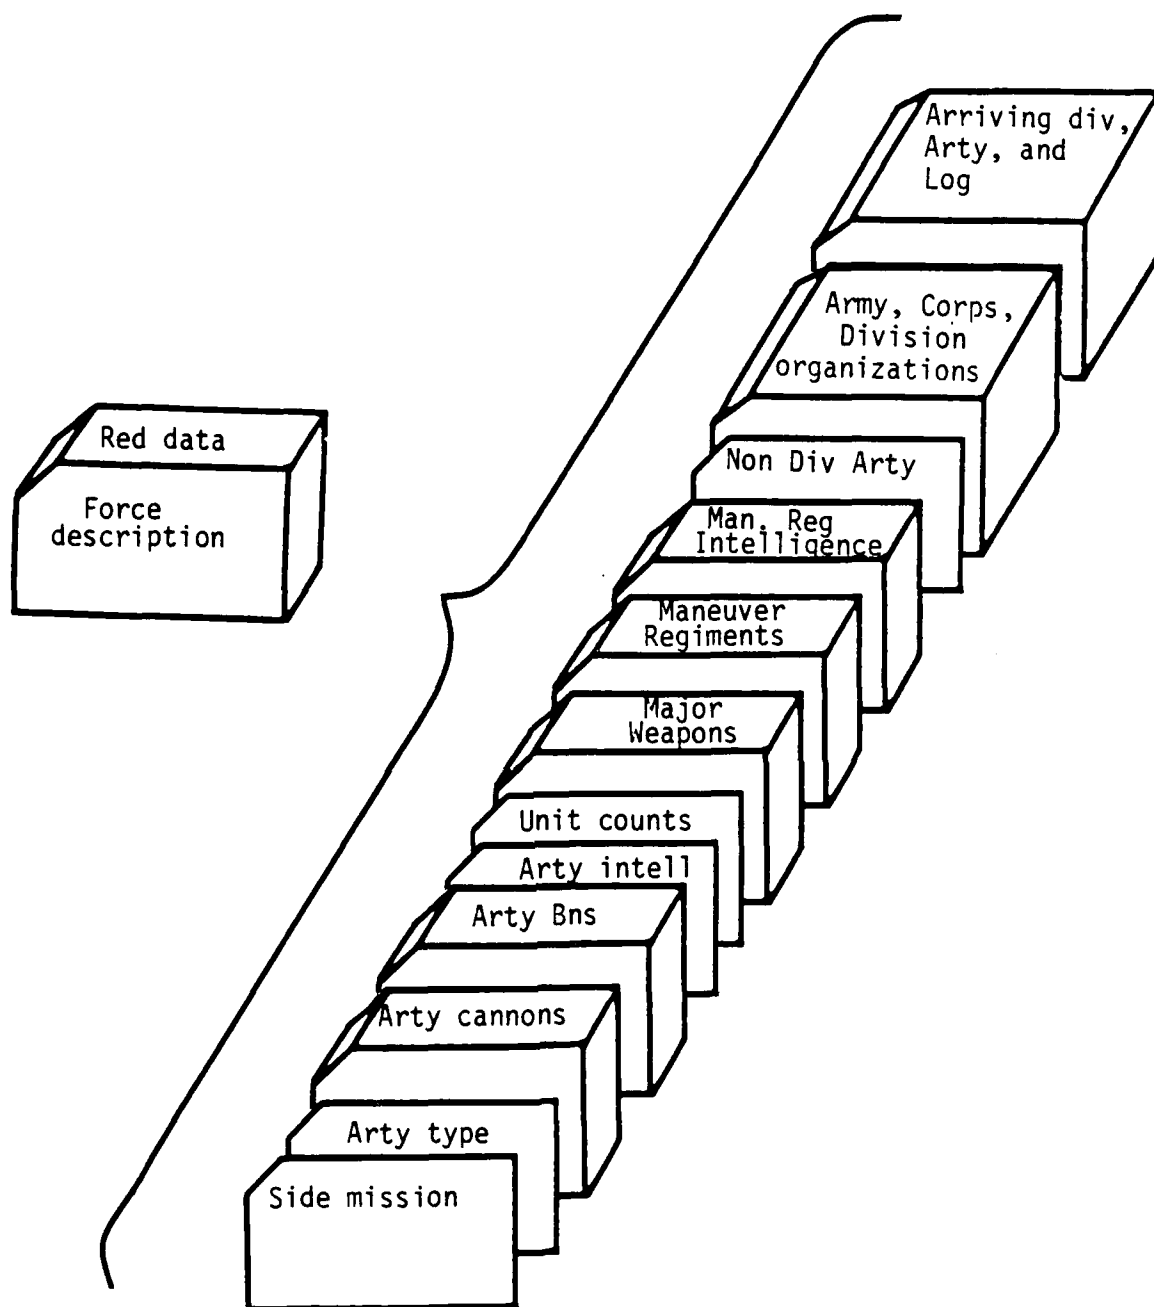 Arriving div,
Arty, and
Log
Army, Corps,
Division
organizations
Non Div Arty
Man. Reg
Intelligence
Maneuver
Regiments
Major
Weapons
Unit counts
Arty intell
Arty Bns
Arty cannons
Arty type
Side mission
Red data
Force
description